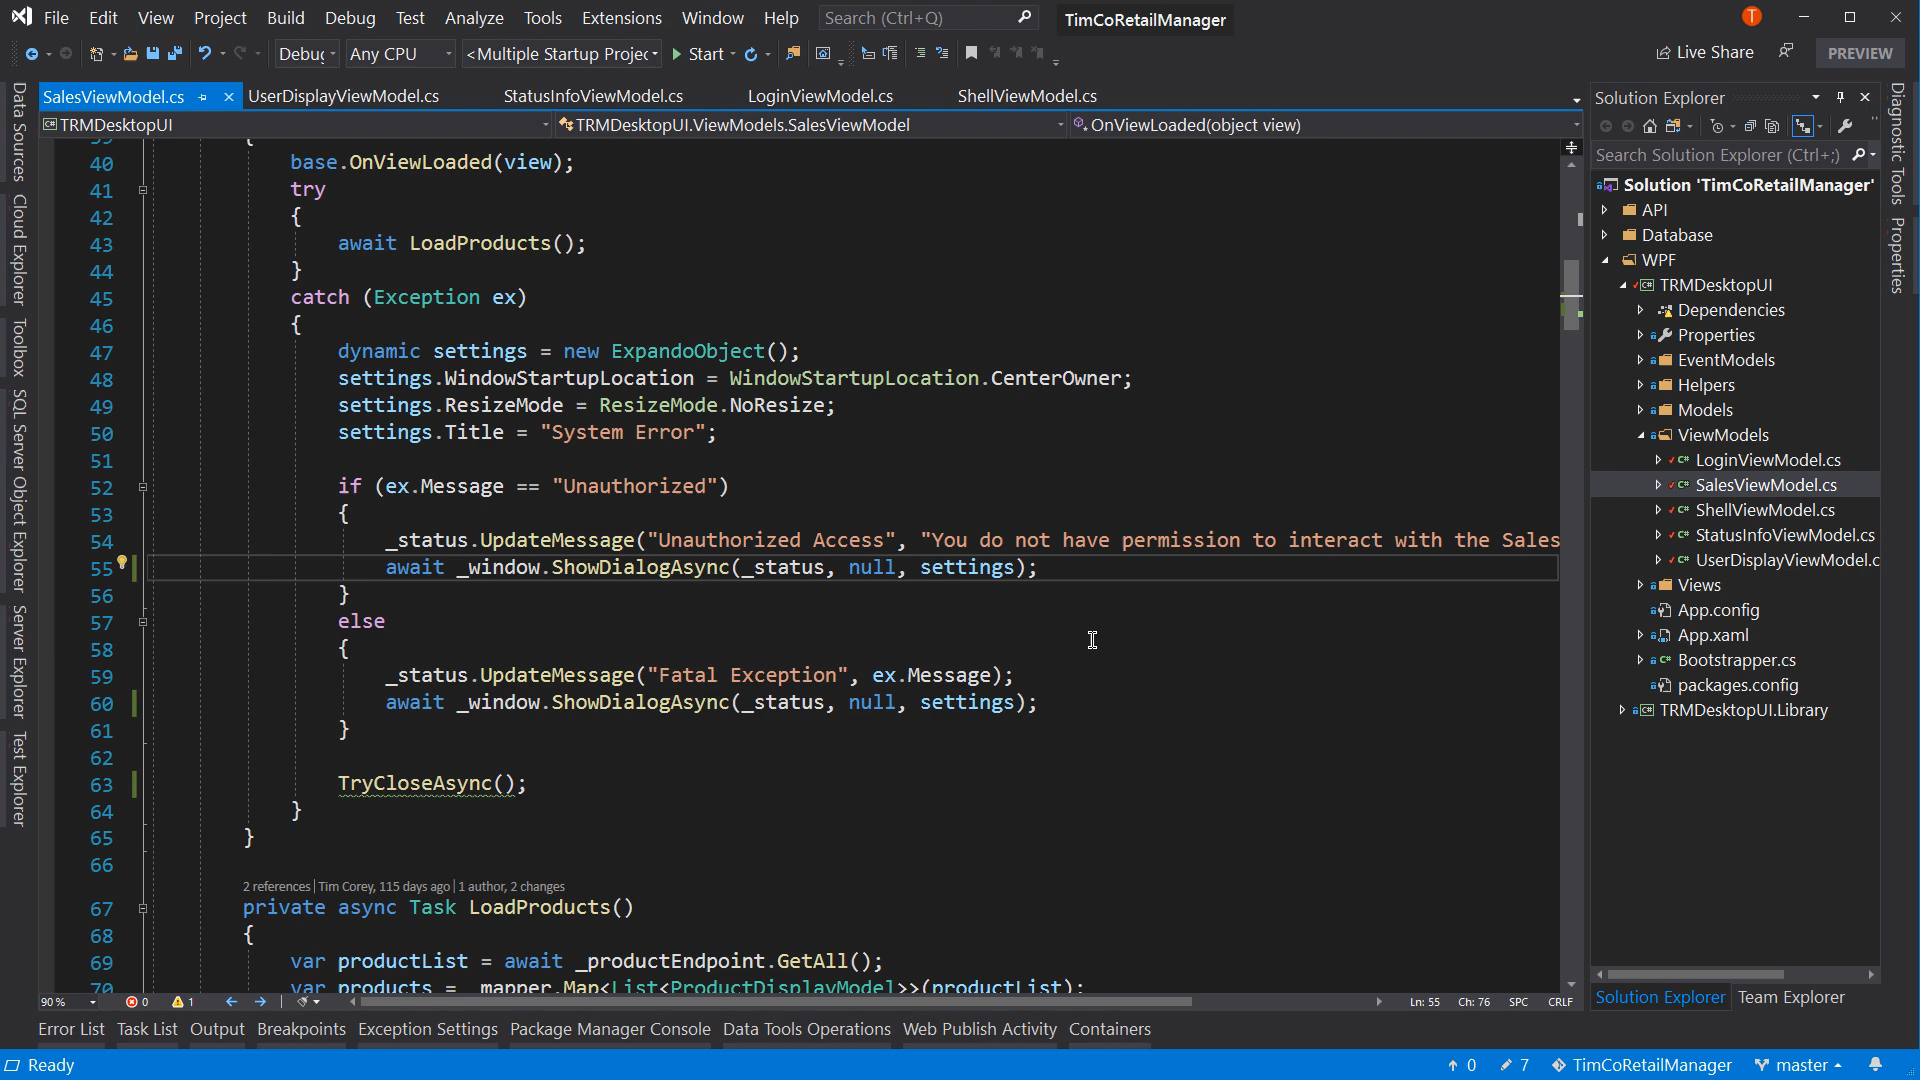 File Edit View Project Build Debug Test Analyze Tools Extensions Window Help Search (Ctrl+Q) TimCoRetailManager T
Debug Any CPU <Multiple Startup Projec Start Live Share PREVIEW
SalesViewModel.cs UserDisplayViewModel.cs StatusInfoViewModel.cs LoginViewModel.cs ShellViewModel.cs
TRMDesktopUI TRMDesktopUI.ViewModels.SalesViewModel OnViewLoaded(object view)
Data Sources
Cloud Explorer
Toolbox
SQL Server Object Explorer
Server Explorer
Test Explorer
39 {
40 base.OnViewLoaded(view);
41 try
42 {
43 await LoadProducts();
44 }
45 catch (Exception ex)
46 {
47 dynamic settings = new ExpandoObject();
48 settings.WindowStartupLocation = WindowStartupLocation.CenterOwner;
49 settings.ResizeMode = ResizeMode.NoResize;
50 settings.Title = "System Error";
51
52 if (ex.Message == "Unauthorized")
53 {
54 _status.UpdateMessage("Unauthorized Access", "You do not have permission to interact with the Sales
55 await _window.ShowDialogAsync(_status, null, settings);
56 }
57 else
58 {
59 _status.UpdateMessage("Fatal Exception", ex.Message);
60 await _window.ShowDialogAsync(_status, null, settings);
61 }
62
63 TryCloseAsync();
64 }
65 }
66
2 references | Tim Corey, 115 days ago | 1 author, 2 changes
67 private async Task LoadProducts()
68 {
69 var productList = await _productEndpoint.GetAll();
70 var products = _mapper.Map<List<ProductDisplayModel>>(productList);
90 % 0 1 Ln: 55 Ch: 76 SPC CRLF
Solution Explorer
Search Solution Explorer (Ctrl+;)
Solution 'TimCoRetailManager'
API
Database
WPF
TRMDesktopUI
Dependencies
Properties
EventModels
Helpers
Models
ViewModels
LoginViewModel.cs
SalesViewModel.cs
ShellViewModel.cs
StatusInfoViewModel.cs
UserDisplayViewModel.c
Views
App.config
App.xaml
Bootstrapper.cs
packages.config
TRMDesktopUI.Library
Solution Explorer Team Explorer
Diagnostic Tools
Properties
Error List Task List Output Breakpoints Exception Settings Package Manager Console Data Tools Operations Web Publish Activity Containers
Ready 0 7 TimCoRetailManager master